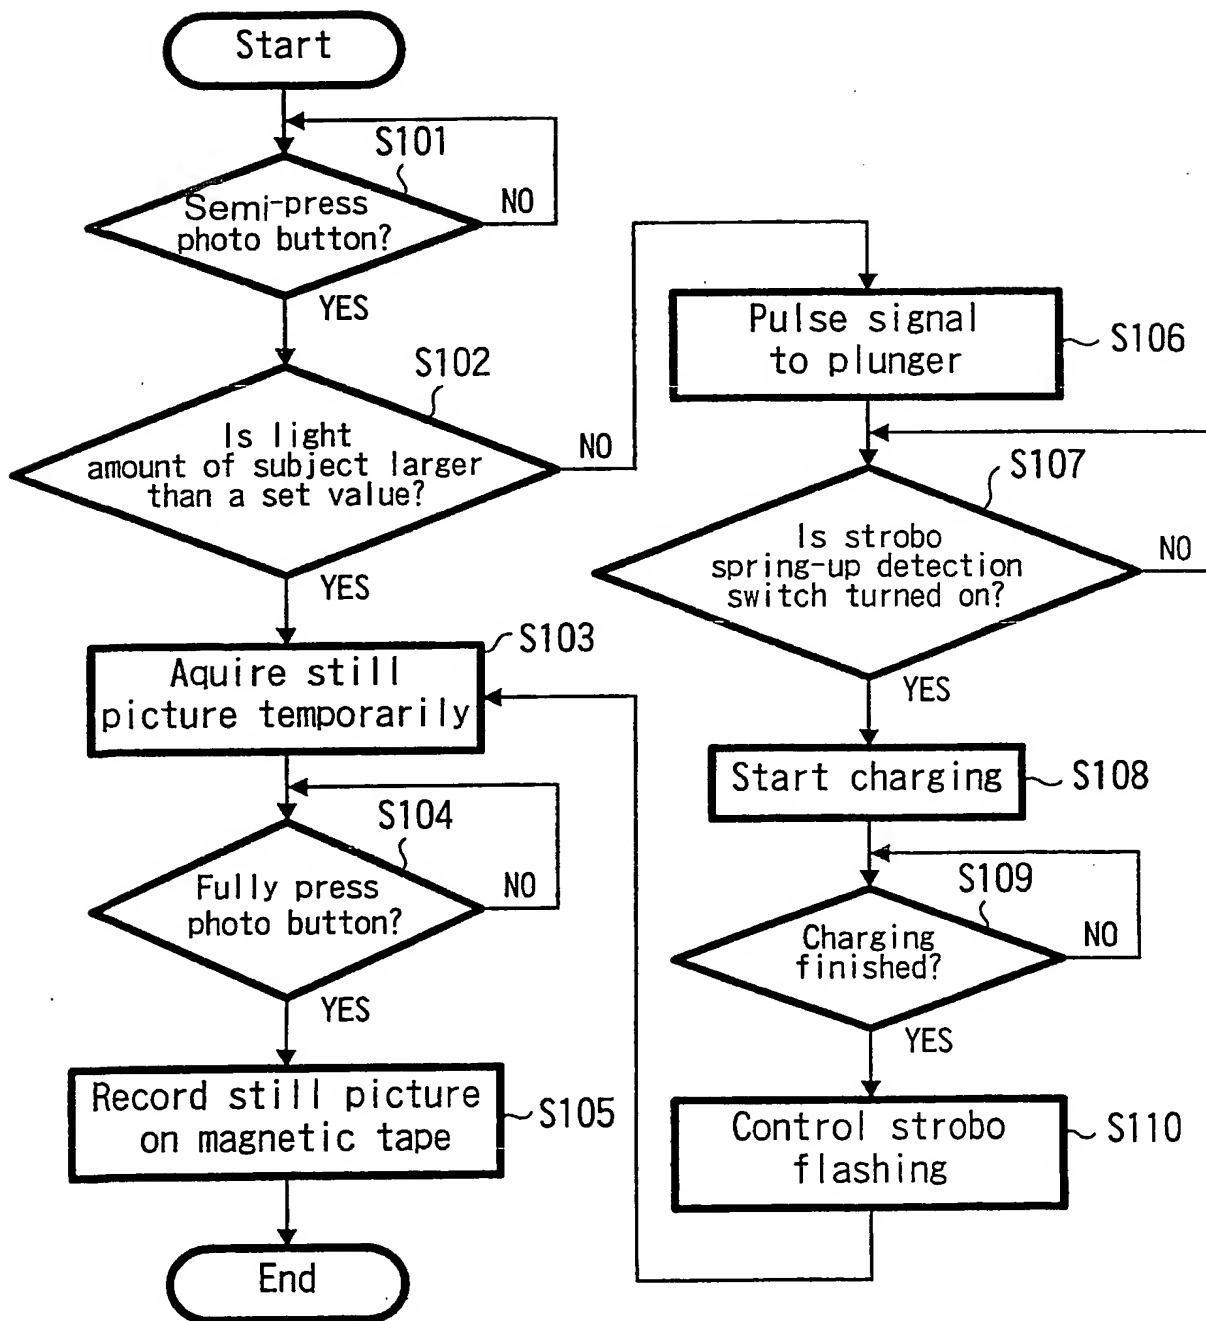 Start
S101
Semi-press
photo button?
NO
YES
S102
Is light
amount of subject larger
than a set value?
NO
YES
S103
Aquire still
picture temporarily
S104
Fully press
photo button?
NO
YES
Record still picture
on magnetic tape
S105
End
Pulse signal
to plunger
S106
S107
Is strobo
spring-up detection
switch turned on?
NO
YES
Start charging
S108
S109
Charging
finished?
NO
YES
Control strobo
flashing
S110